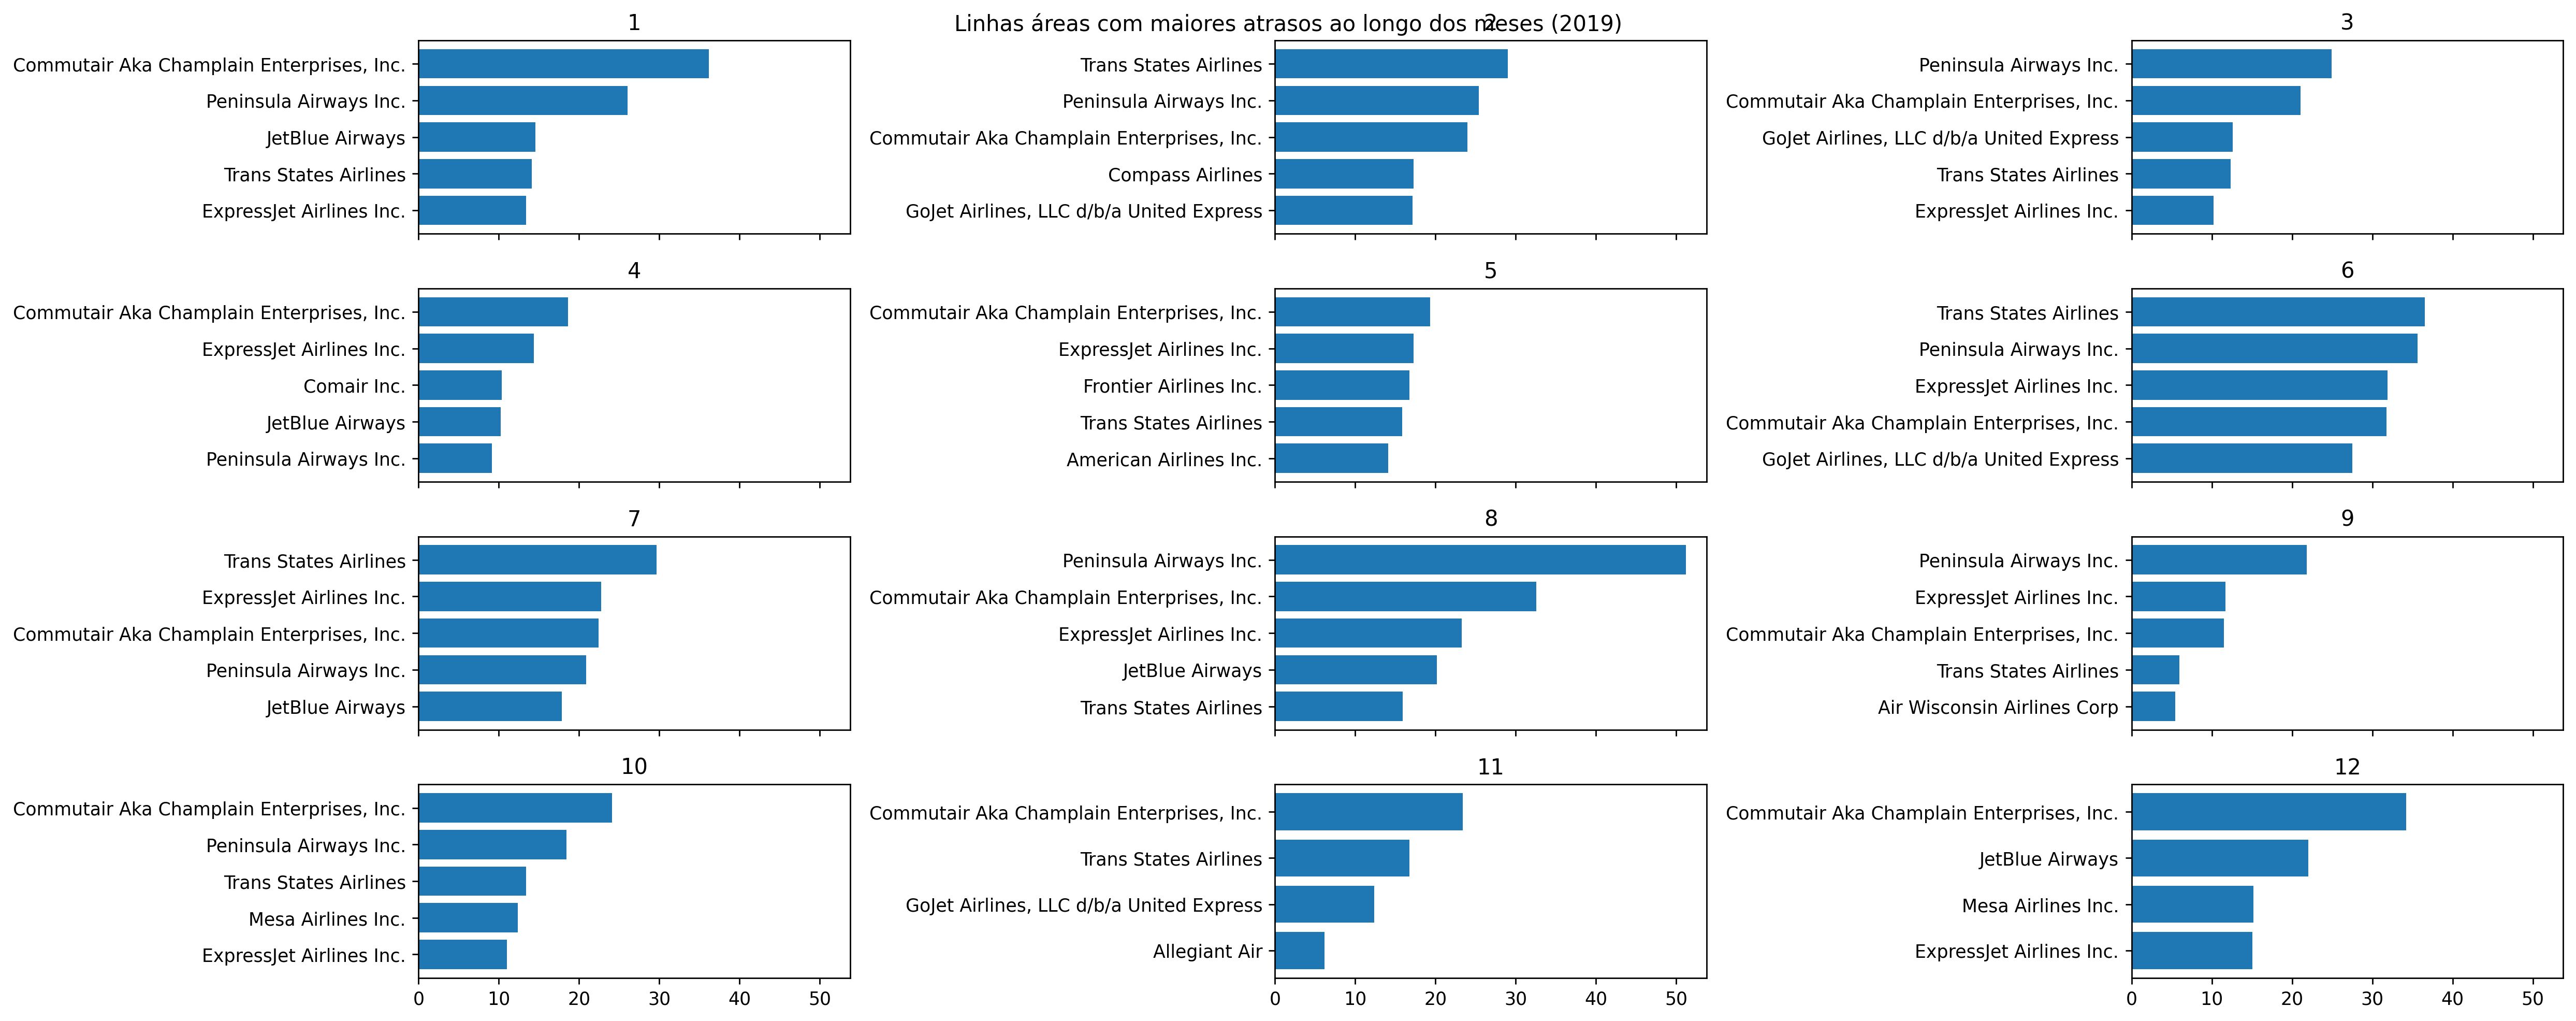 Linhas áreas com maiores atrasos ao longo dos meses (2019)
1
Commutair Aka Champlain Enterprises, Inc.
Peninsula Airways Inc.
JetBlue Airways
Trans States Airlines
ExpressJet Airlines Inc.
2
Trans States Airlines
Peninsula Airways Inc.
Commutair Aka Champlain Enterprises, Inc.
Compass Airlines
GoJet Airlines, LLC d/b/a United Express
3
Peninsula Airways Inc.
Commutair Aka Champlain Enterprises, Inc.
GoJet Airlines, LLC d/b/a United Express
Trans States Airlines
ExpressJet Airlines Inc.
4
Commutair Aka Champlain Enterprises, Inc.
ExpressJet Airlines Inc.
Comair Inc.
JetBlue Airways
Peninsula Airways Inc.
5
Commutair Aka Champlain Enterprises, Inc.
ExpressJet Airlines Inc.
Frontier Airlines Inc.
Trans States Airlines
American Airlines Inc.
6
Trans States Airlines
Peninsula Airways Inc.
ExpressJet Airlines Inc.
Commutair Aka Champlain Enterprises, Inc.
GoJet Airlines, LLC d/b/a United Express
7
Trans States Airlines
ExpressJet Airlines Inc.
Commutair Aka Champlain Enterprises, Inc.
Peninsula Airways Inc.
JetBlue Airways
8
Peninsula Airways Inc.
Commutair Aka Champlain Enterprises, Inc.
ExpressJet Airlines Inc.
JetBlue Airways
Trans States Airlines
9
Peninsula Airways Inc.
ExpressJet Airlines Inc.
Commutair Aka Champlain Enterprises, Inc.
Trans States Airlines
Air Wisconsin Airlines Corp
10
Commutair Aka Champlain Enterprises, Inc.
Peninsula Airways Inc.
Trans States Airlines
Mesa Airlines Inc.
ExpressJet Airlines Inc.
0 10 20 30 40 50
11
Commutair Aka Champlain Enterprises, Inc.
Trans States Airlines
GoJet Airlines, LLC d/b/a United Express
Allegiant Air
0 10 20 30 40 50
12
Commutair Aka Champlain Enterprises, Inc.
JetBlue Airways
Mesa Airlines Inc.
ExpressJet Airlines Inc.
0 10 20 30 40 50